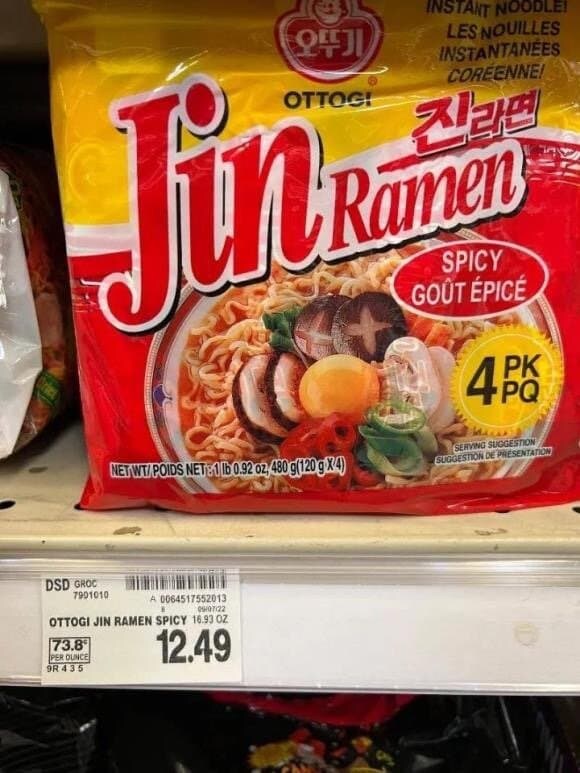 오뚜기
OTTOGI
INSTANT NOODLE!
LES NOUILLES
INSTANTANÉES
CORÉENNE!
진라면
Jin Ramen
SPICY
GOÛT ÉPICÉ
4 PK
PQ
SERVING SUGGESTION
SUGGESTION DE PRÉSENTATION
NET WT/ POIDS NET : 1 lb 0.92 oz, 480 g(120 g X 4)
DSD GROC
7901010
A 0064517552013
8 09/07/22
OTTOGI JIN RAMEN SPICY 16.93 OZ
73.8¢
PER OUNCE
12.49
9R 4 3 5